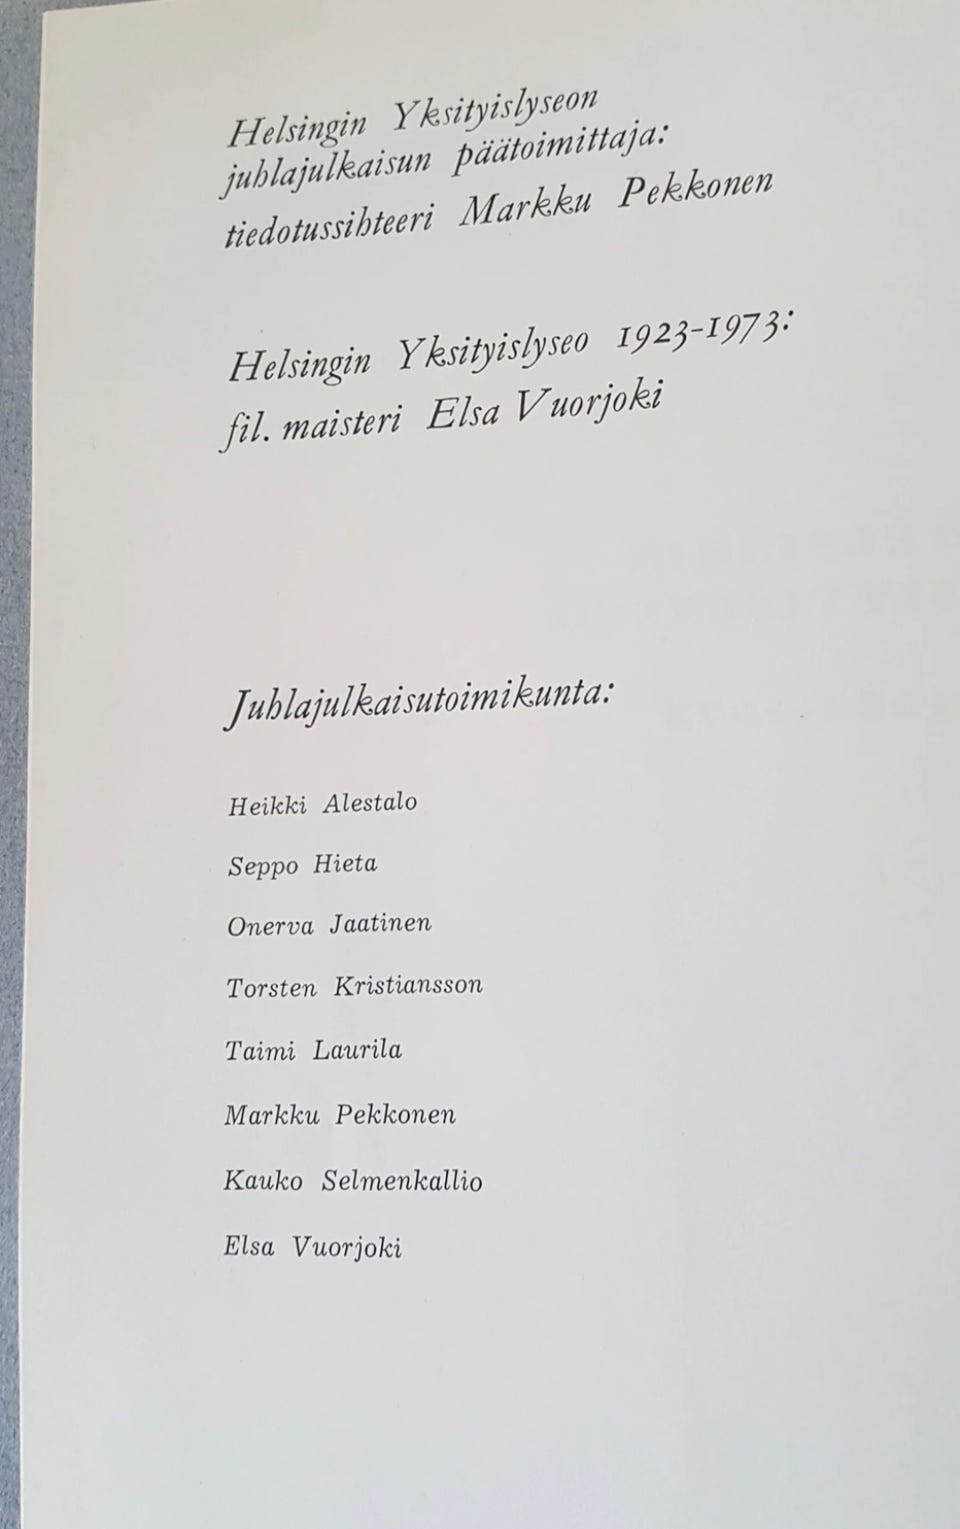 Helsingin Yksityislyseon
juhlajulkaisun päätoimittaja:
tiedotussihteeri Markku Pekkonen
Helsingin Yksityislyseo 1923-1973:
fil. maisteri Elsa Vuorjoki
Juhlajulkaisutoimikunta:
Heikki Alestalo
Seppo Hieta
Onerva Jaatinen
Torsten Kristiansson
Taimi Laurila
Markku Pekkonen
Kauko Selmenkallio
Elsa Vuorjoki